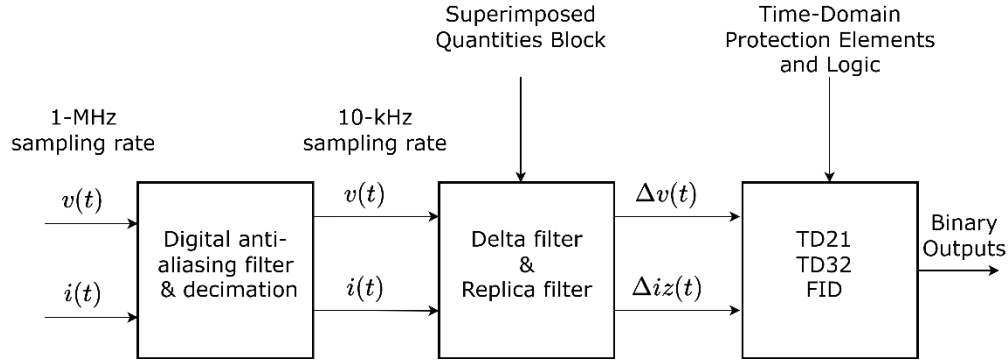 Superimposed
Quantities Block
Time-Domain
Protection Elements
and Logic
1-MHz
sampling rate
10-kHz
sampling rate
v(t)
i(t)
Digital anti-
aliasing filter
& decimation
v(t)
i(t)
Delta filter
&
Replica filter
Δv(t)
Δiz(t)
TD21
TD32
FID
Binary
Outputs